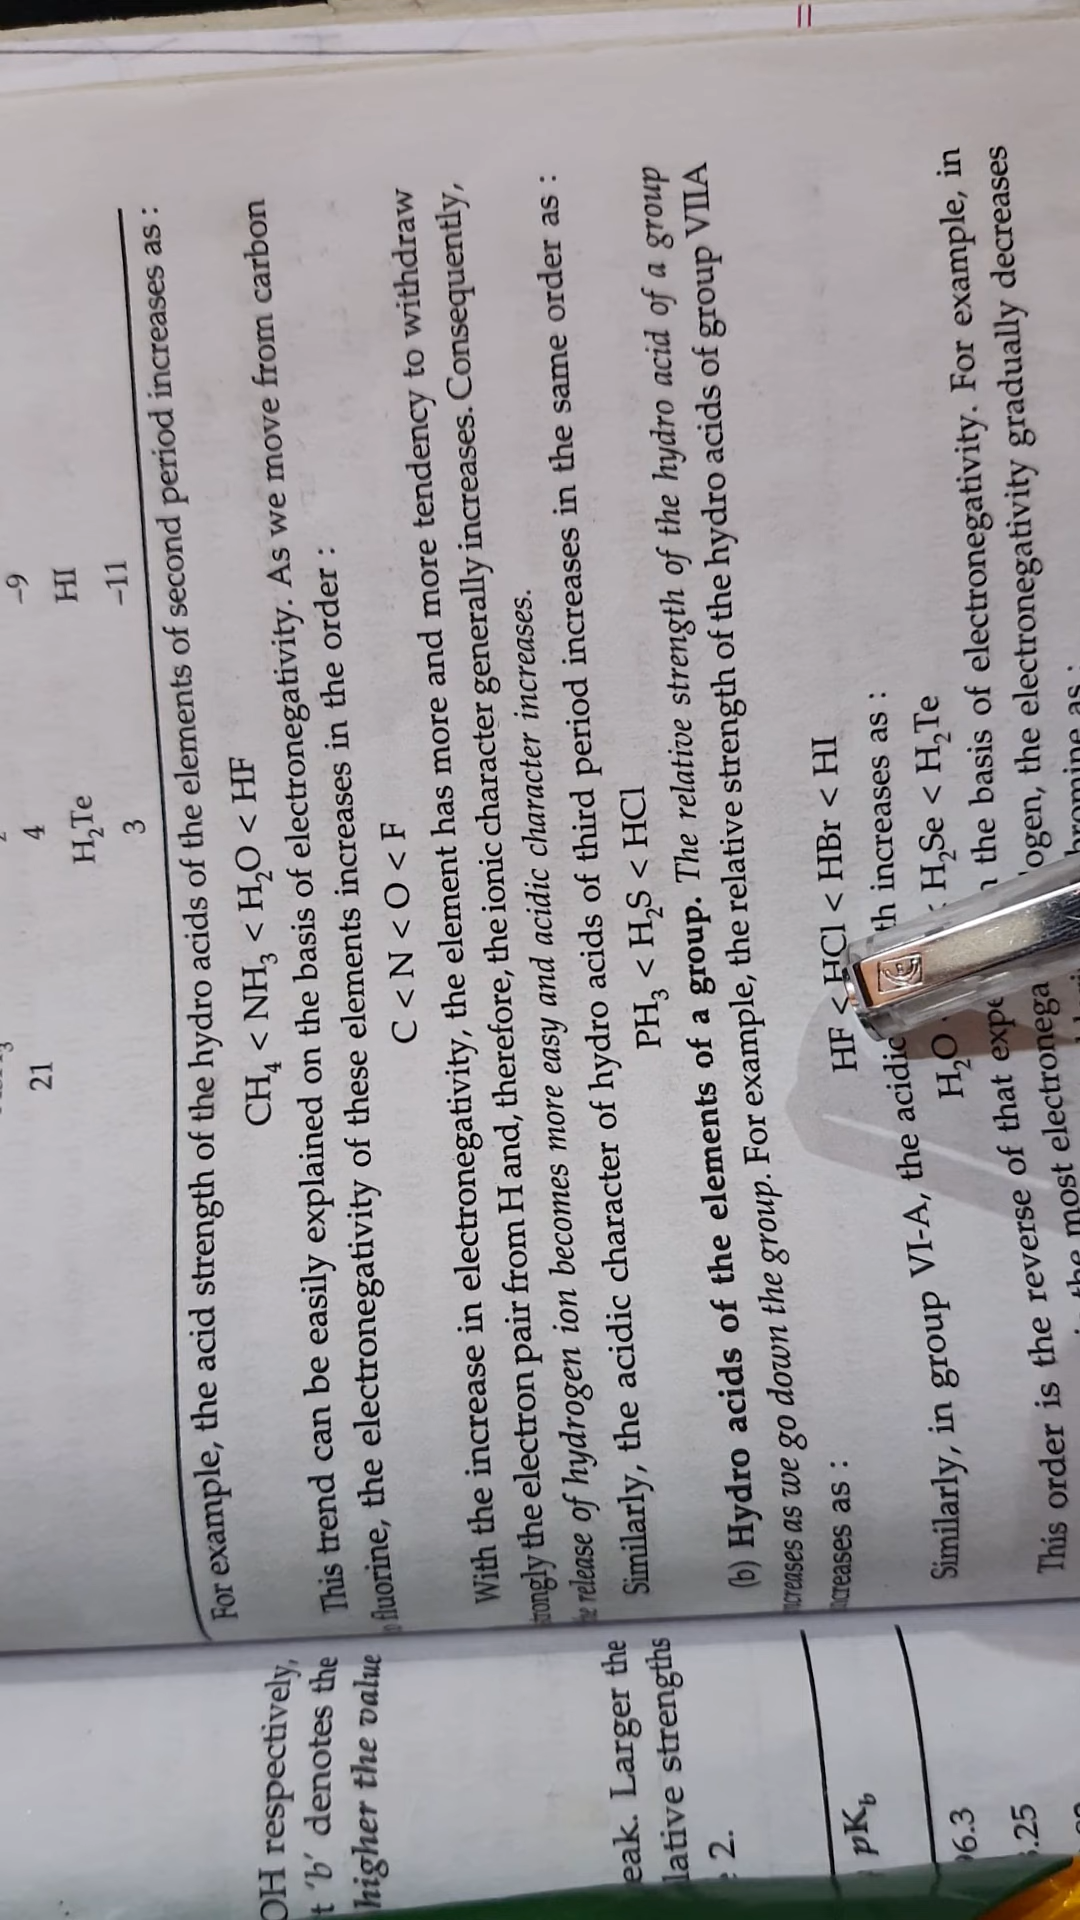 -9
4
21
H₂Te
HI
3
-11
For example, the acid strength of the hydro acids of the elements of second period increases as :
CH₄ < NH₃ < H₂O < HF
This trend can be easily explained on the basis of electronegativity. As we move from carbon
fluorine, the electronegativity of these elements increases in the order :
C < N < O < F
With the increase in electronegativity, the element has more and more tendency to withdraw
the electron pair from H and, therefore, the ionic character generally increases. Consequently,
release of hydrogen ion becomes more easy and acidic character increases.
Similarly, the acidic character of hydro acids of third period increases in the same order as :
PH₃ < H₂S < HCl
(b) Hydro acids of the elements of a group. The relative strength of the hydro acid of a group
as we go down the group. For example, the relative strength of the hydro acids of group VIIA
as :
HF < HCl < HBr < HI
Similarly, in group VI-A, the acidic th increases as :
H₂O < H₂Se < H₂Te
This order is the reverse of that expe the basis of electronegativity. For example, in
ogen, the electronegativity gradually decreases
the most electronega
bromine as :
OH respectively,
t 'b' denotes the
higher the value
eak. Larger the
lative strengths
2.
pK_b
6.3
.25